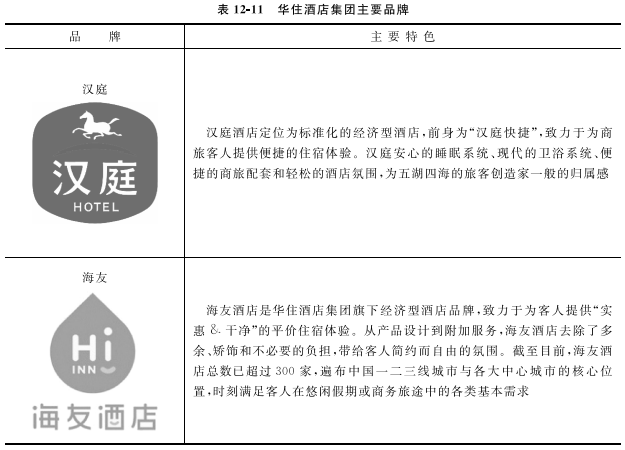 表 12-11 华住酒店集团主要品牌
品 牌
主 要 特 色
汉庭
汉庭
HOTEL
汉庭酒店定位为标准化的经济型酒店,前身为“汉庭快捷”,致力于为商
旅客人提供便捷的住宿体验。汉庭安心的睡眠系统、现代的卫浴系统、便
捷的商旅配套和轻松的酒店氛围,为五湖四海的旅客创造家一般的归属感
海友
Hi
INN
海友酒店
海友酒店是华住酒店集团旗下经济型酒店品牌,致力于为客人提供“实
惠 & 干净”的平价住宿体验。从产品设计到附加服务,海友酒店去除了多
余、矫饰和不必要的负担,带给客人简约而自由的氛围。截至目前,海友酒
店总数已超过 300 家,遍布中国一二三线城市与各大中心城市的核心位
置,时刻满足客人在悠闲假期或商务旅途中的各类基本需求